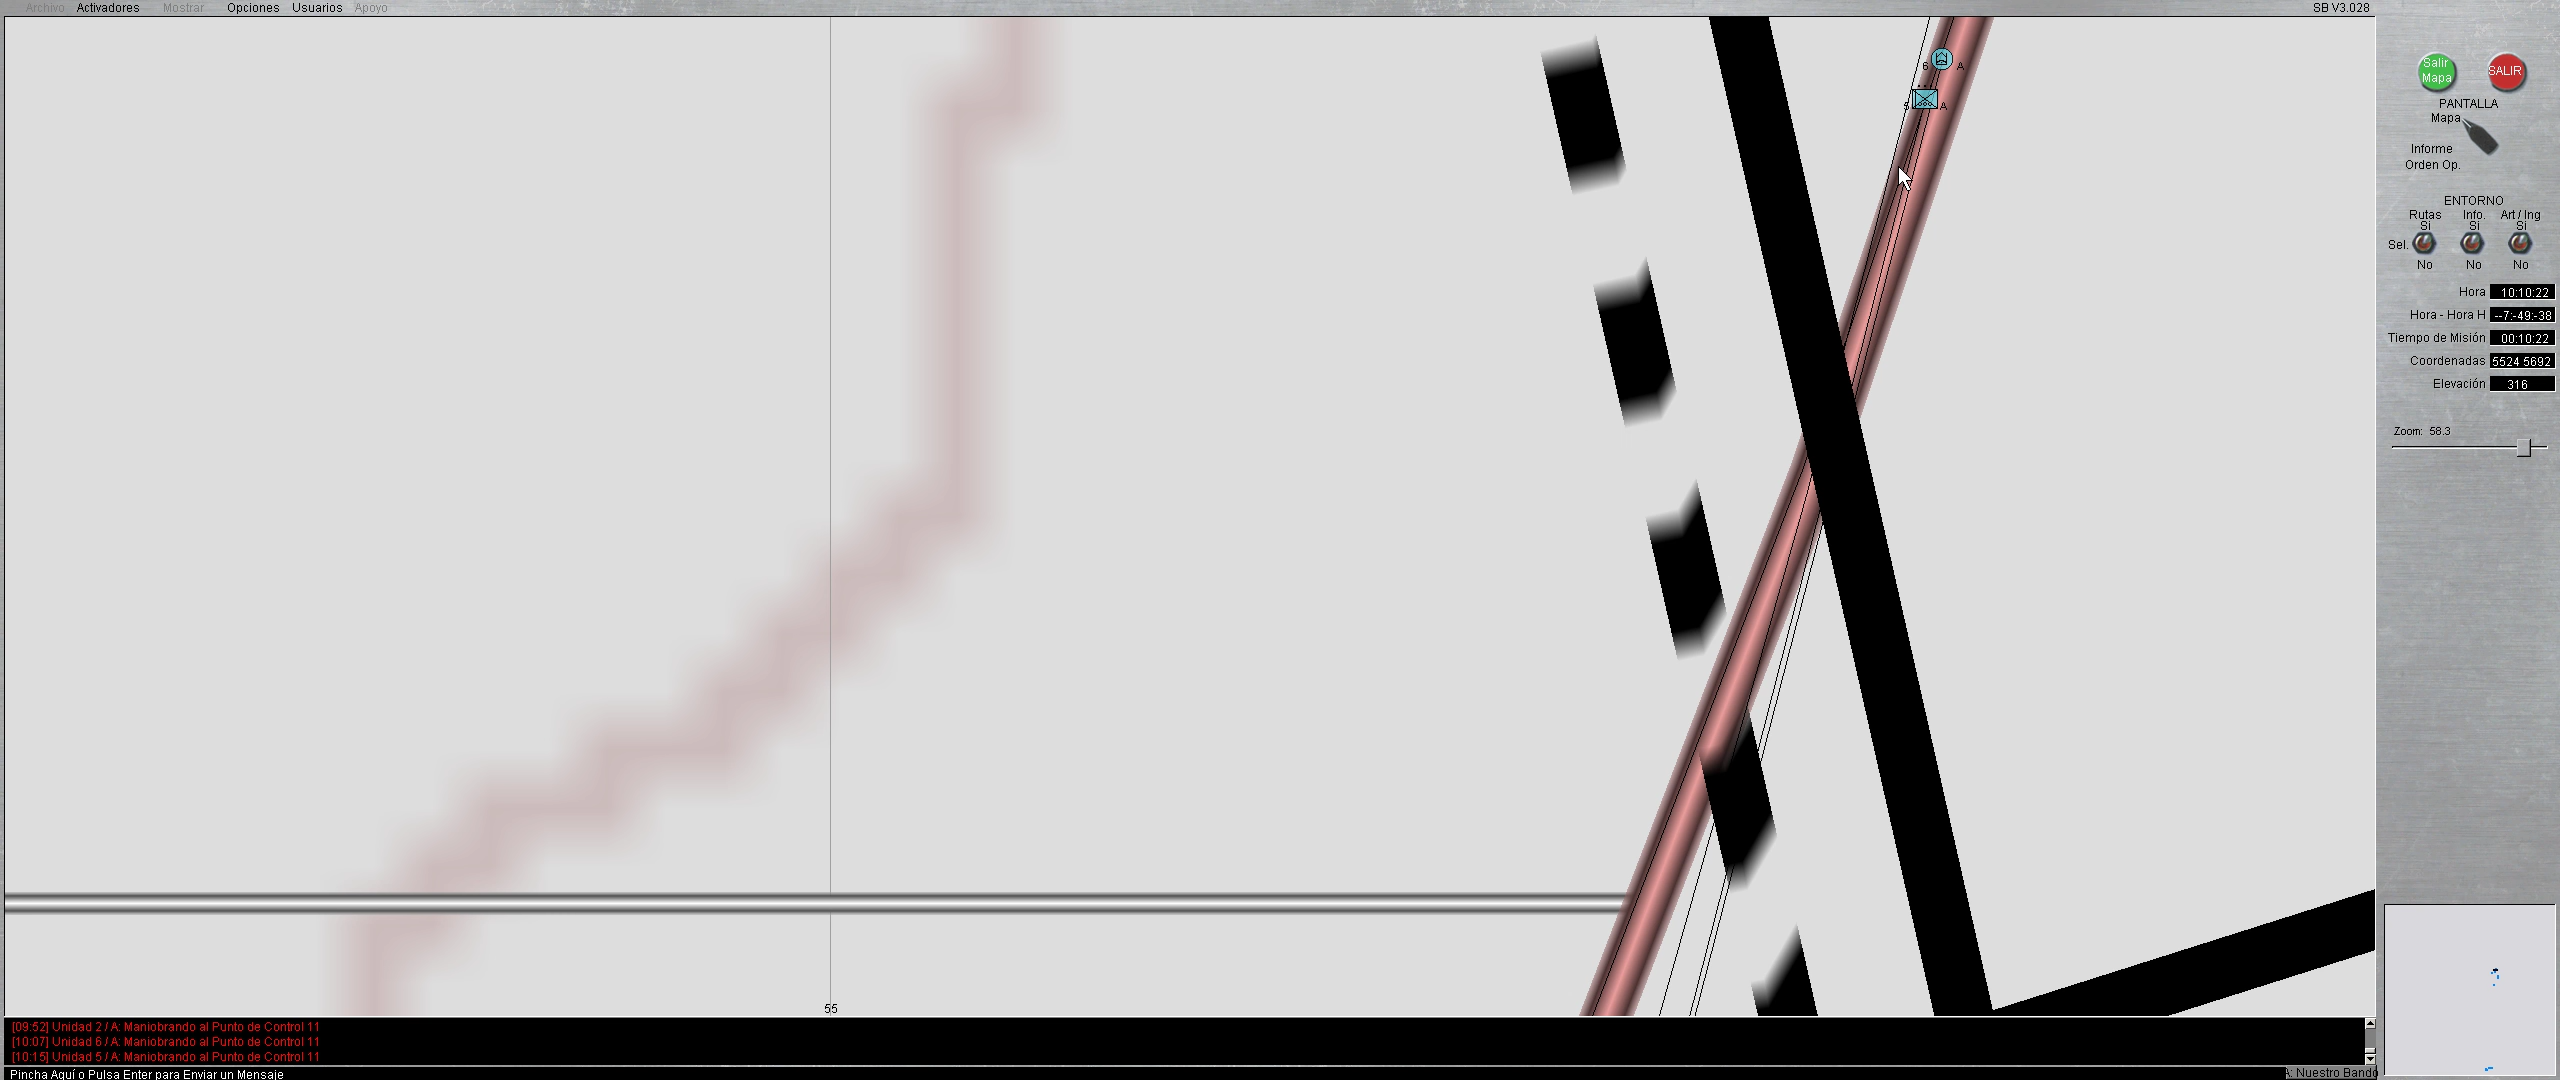 Archivo Activadores Mostrar Opciones Usuarios Apoyo SB V3.028
Salir Mapa SALIR
PANTALLA
Mapa
Informe
Orden Op.
ENTORNO
Rutas Info. Art / Ing
Si Si Si
Sel.
No No No
Hora 10:10:22
Hora - Hora H --7:-49:-38
Tiempo de Misión 00:10:22
Coordenadas 5524 5692
Elevación 316
Zoom: 58.3
6 A
5 A
55
[09:52] Unidad 2 / A: Maniobrando al Punto de Control 11
[10:07] Unidad 6 / A: Maniobrando al Punto de Control 11
[10:15] Unidad 5 / A: Maniobrando al Punto de Control 11
Pincha Aquí o Pulsa Enter para Enviar un Mensaje A: Nuestro Bando